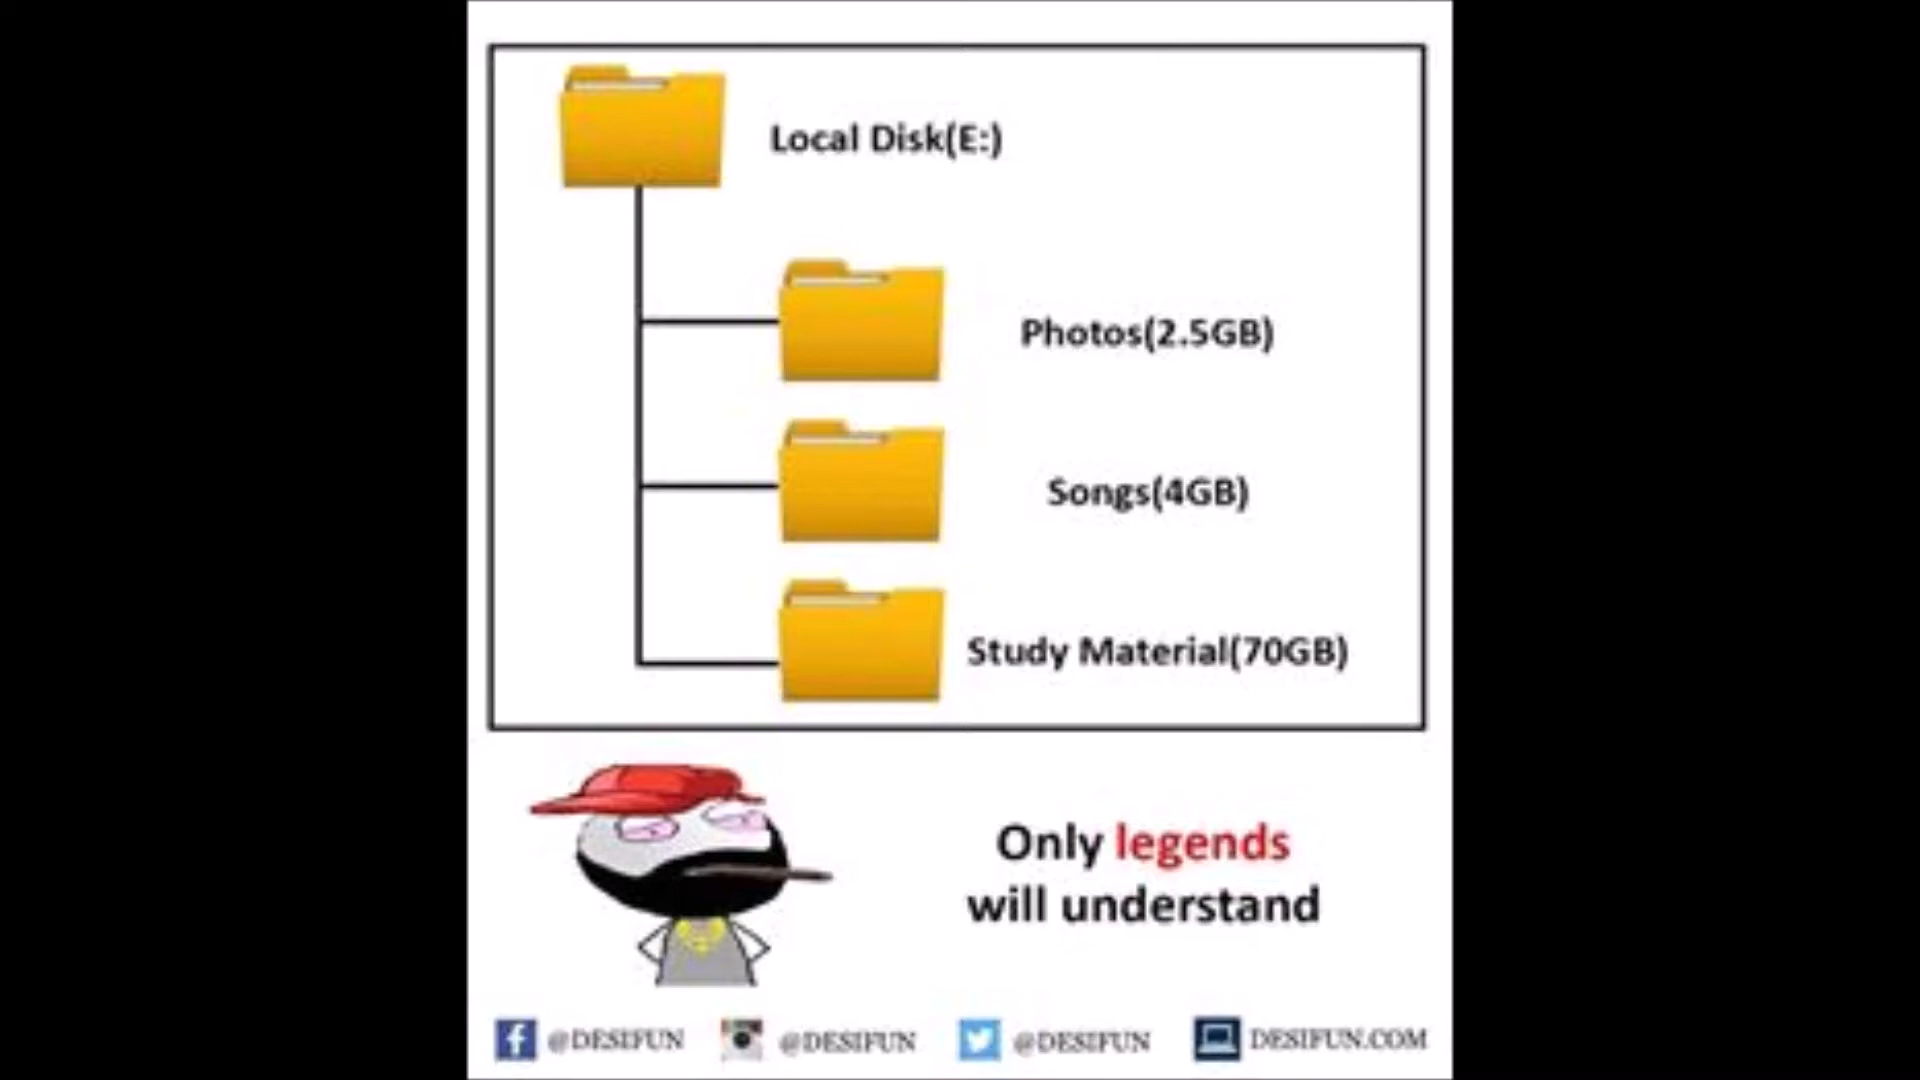 Local Disk(E:)
Photos(2.5GB)
Songs(4GB)
Study Material(70GB)
Only legends
will understand
@DESIFUN @DESIFUN @DESIFUN DESIFUN.COM